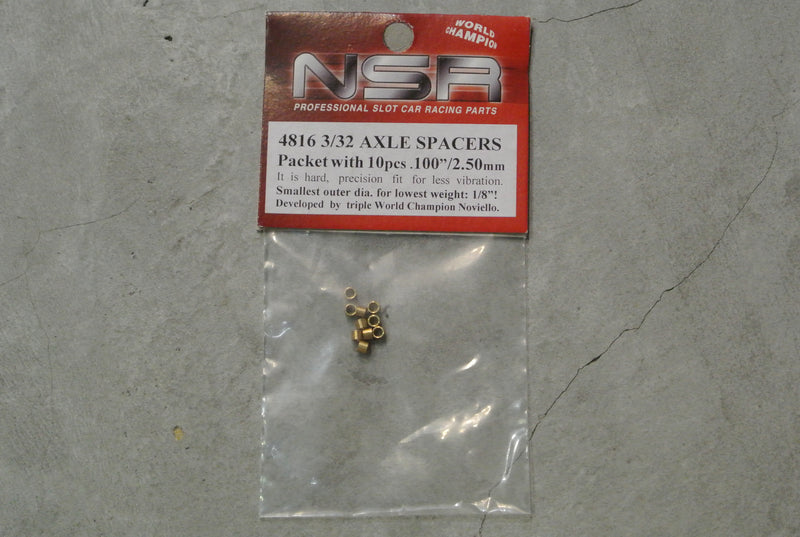 WORLD
CHAMPION
NSR
PROFESSIONAL SLOT CAR RACING PARTS
4816 3/32 AXLE SPACERS
Packet with 10pcs .100”/2.50mm
It is hard, precision fit for less vibration.
Smallest outer dia. for lowest weight: 1/8”!
Developed by triple World Champion Noviello.